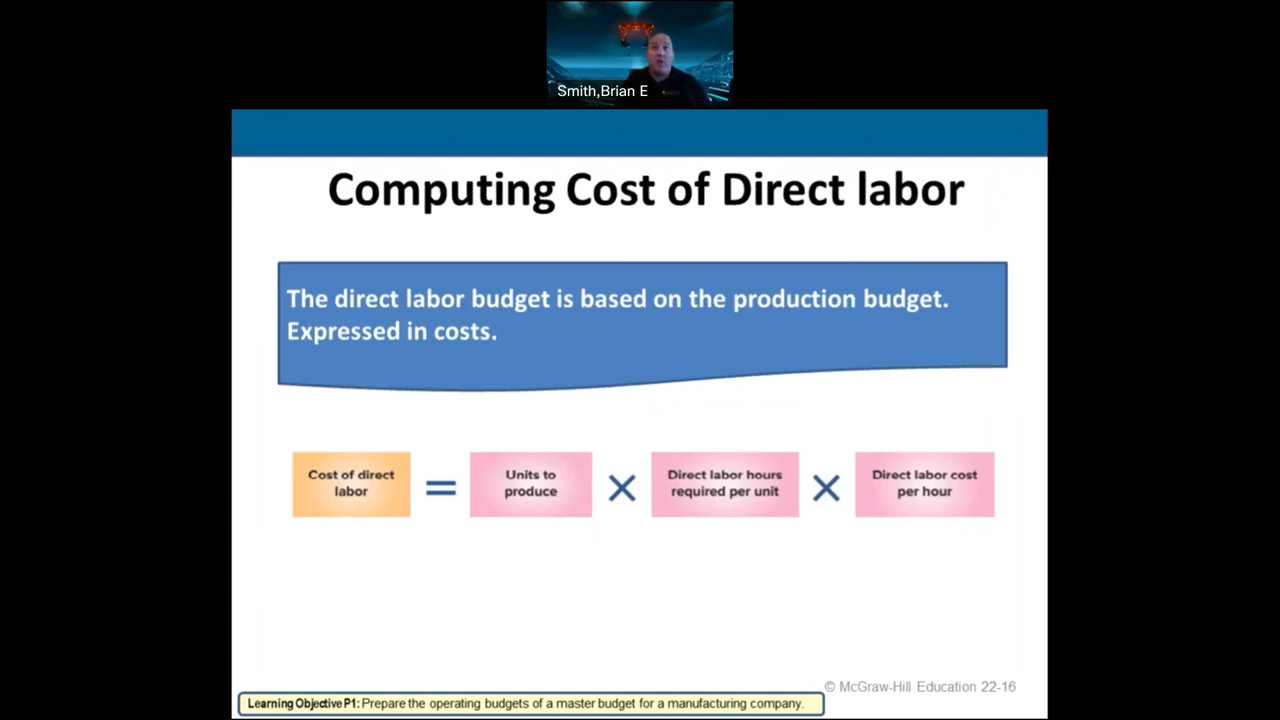 Smith,Brian E
Computing Cost of Direct labor
The direct labor budget is based on the production budget.
Expressed in costs.
Cost of direct
labor
=
Units to
produce
×
Direct labor hours
required per unit
×
Direct labor cost
per hour
© McGraw-Hill Education 22-16
Learning Objective P1: Prepare the operating budgets of a master budget for a manufacturing company.